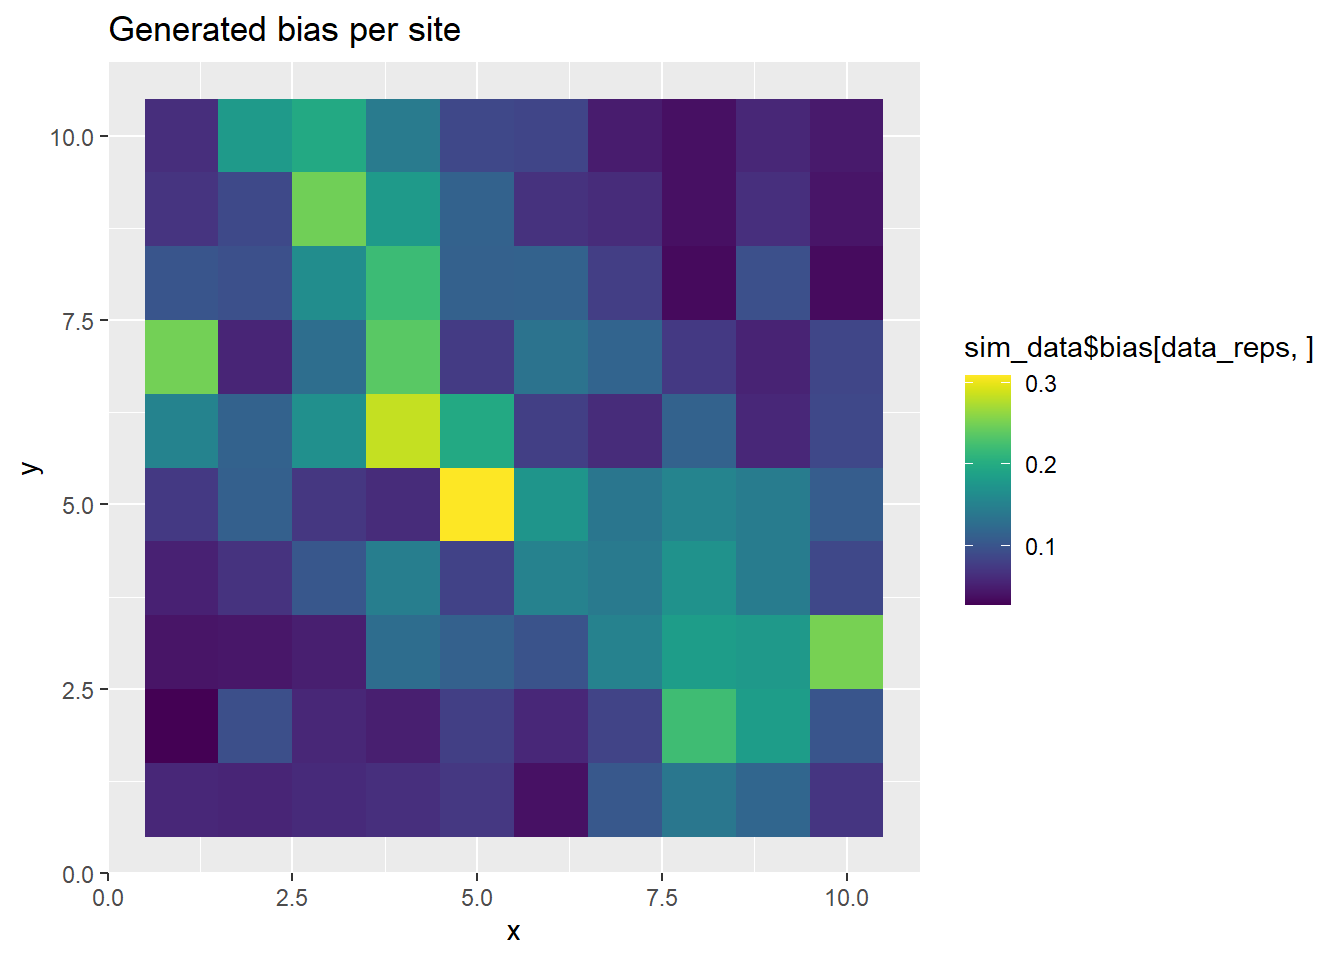 Generated bias per site
10.0
7.5
5.0
2.5
0.0
y
0.0 2.5 5.0 7.5 10.0
x
sim_data$bias[data_reps, ]
0.3
0.2
0.1